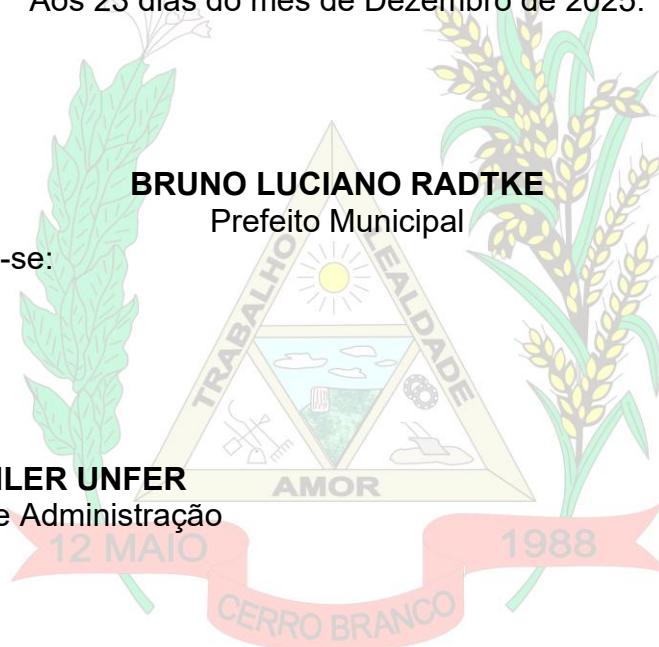 Aos 23 dias do mês de Dezembro de 2025.
BRUNO LUCIANO RADTKE
Prefeito Municipal
-se:
TRABALHO
LEALDADE
AMOR
UNFER
Administração
12 MAIO
1988
CERRO BRANCO